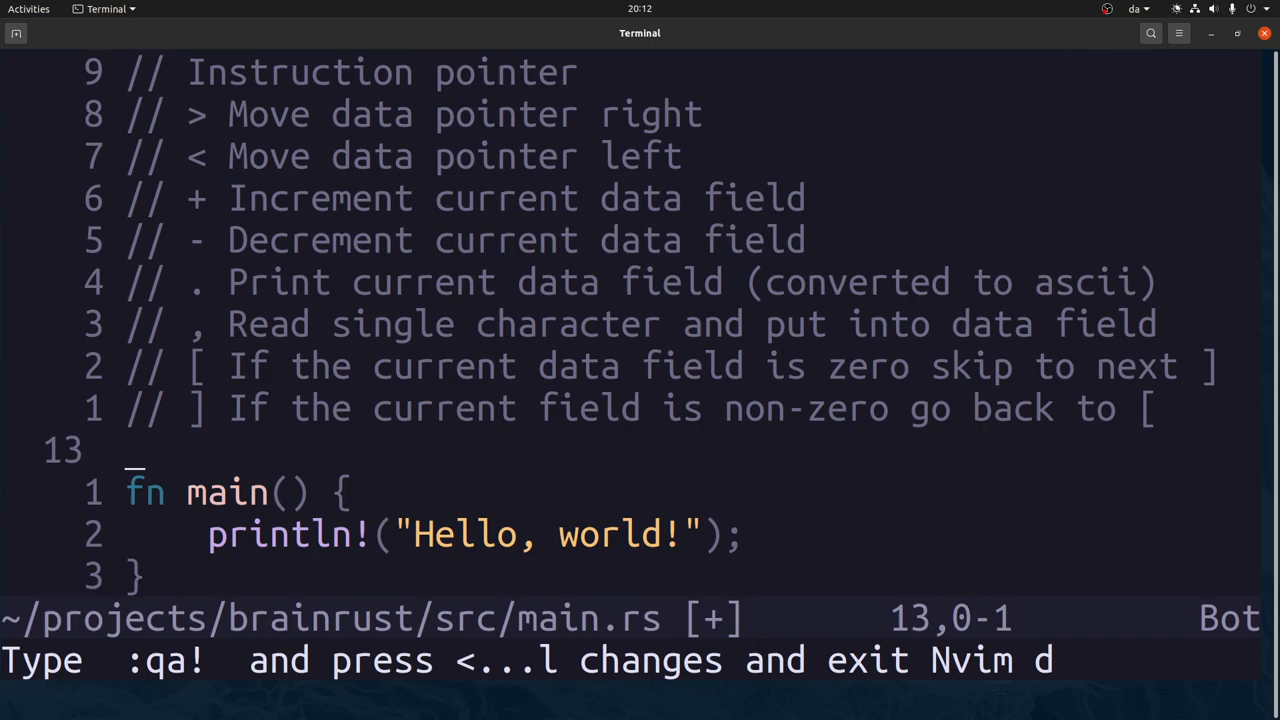 Activities Terminal 20:12 da
Terminal
9 // Instruction pointer
8 // > Move data pointer right
7 // < Move data pointer left
6 // + Increment current data field
5 // - Decrement current data field
4 // . Print current data field (converted to ascii)
3 // , Read single character and put into data field
2 // [ If the current data field is zero skip to next ]
1 // ] If the current field is non-zero go back to [
13
1 fn main() {
2     println!("Hello, world!");
3 }
~/projects/brainrust/src/main.rs [+] 13,0-1 Bot
Type  :qa!  and press <...l changes and exit Nvim d